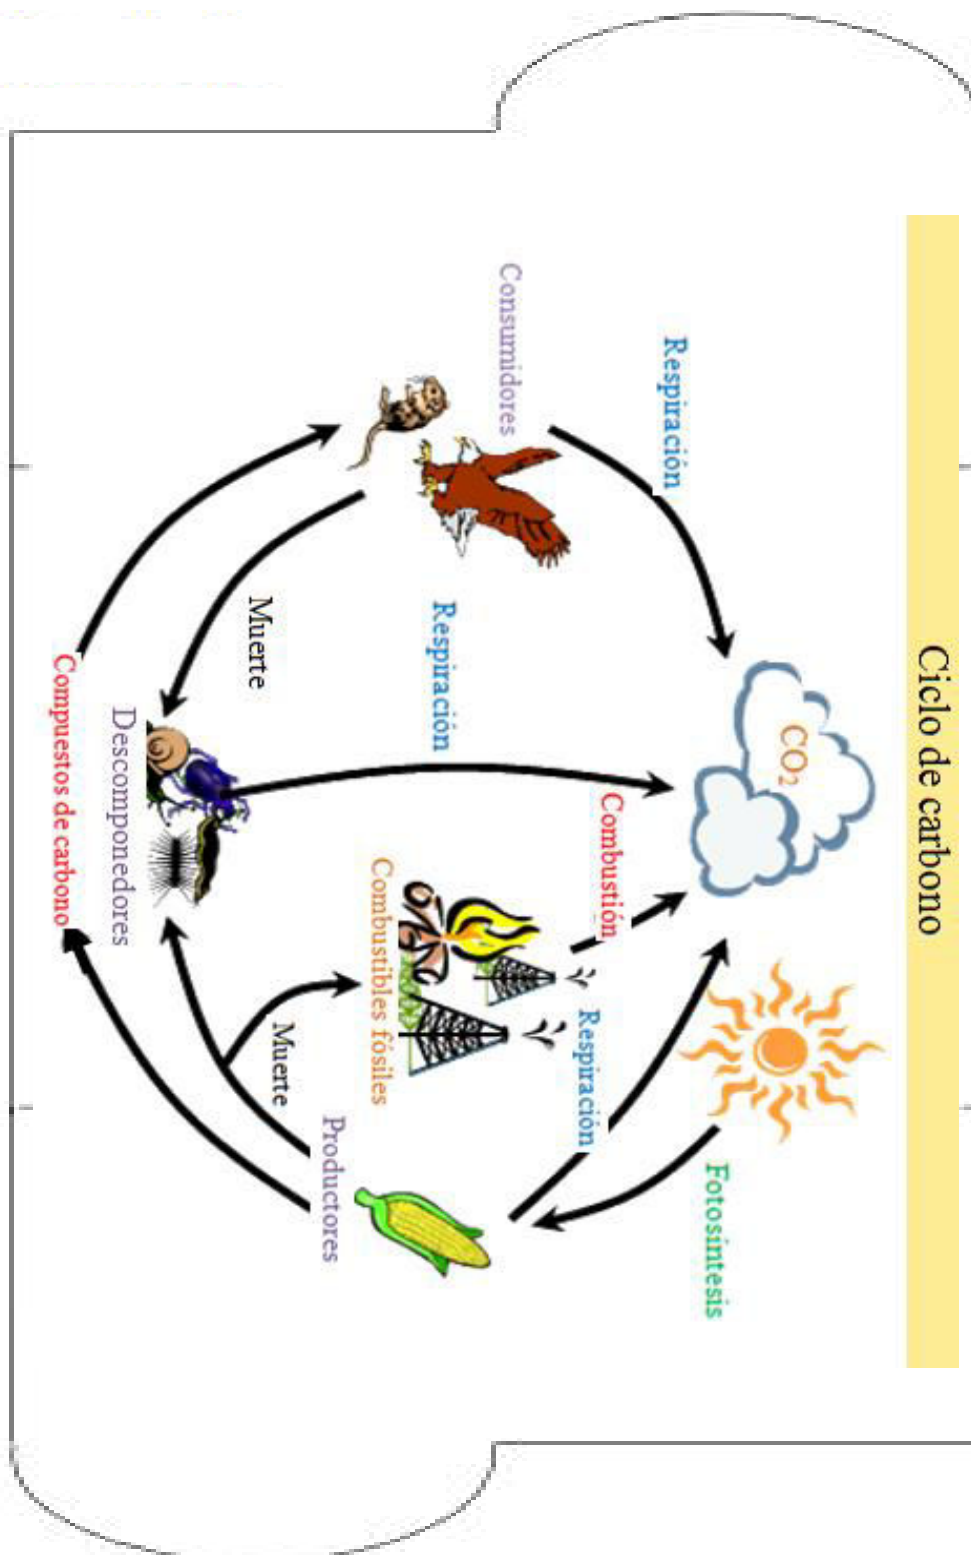 Ciclo de carbono
CO2
Respiración
Fotosíntesis
Combustión
Respiración
Consumidores
Respiración
Combustibles fósiles
Productores
Muerte
Muerte
Descomponedores
Compuestos de carbono